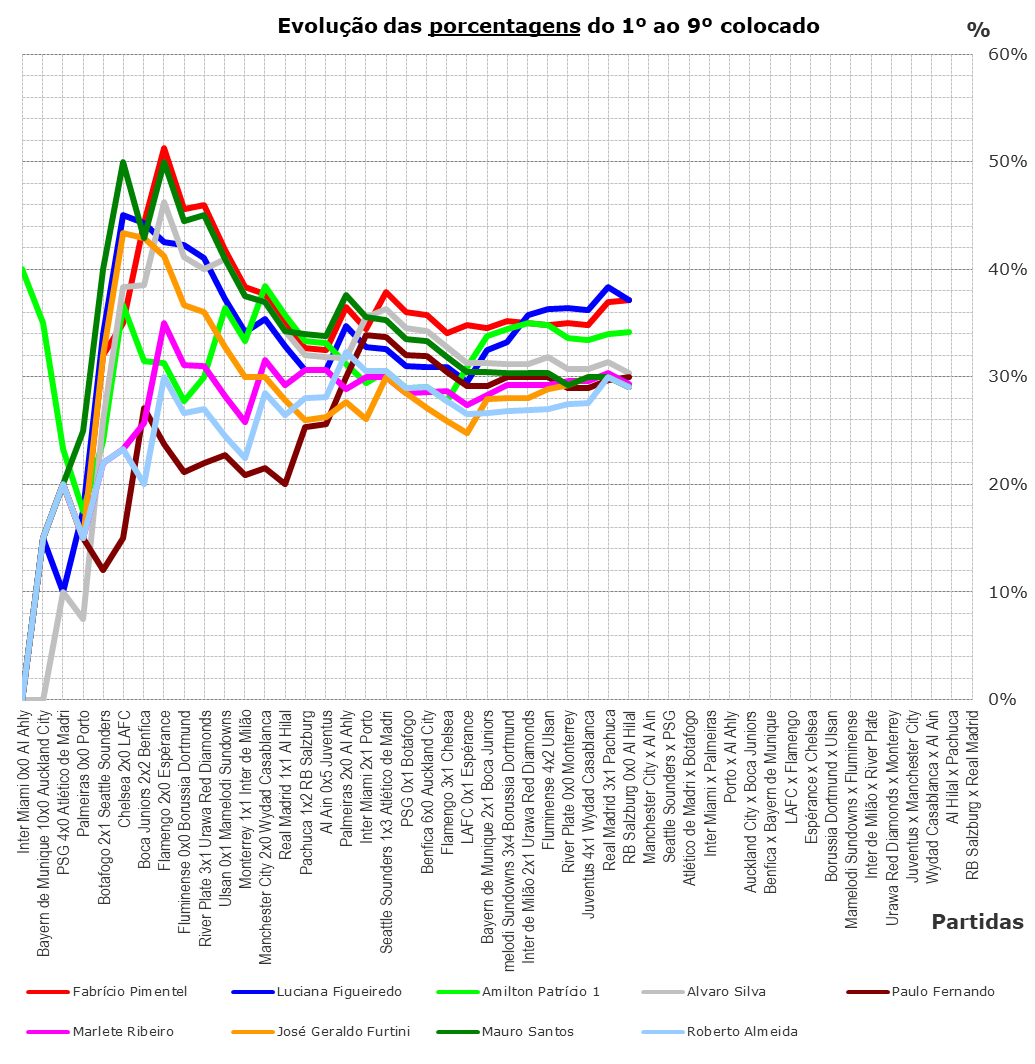 Evolução das porcentagens do 1º ao 9º colocado
%
60%
50%
40%
30%
20%
10%
0%
Inter Miami 0x0 Al Ahly
Bayern de Munique 10x0 Auckland City
PSG 4x0 Atlético de Madri
Palmeiras 0x0 Porto
Botafogo 2x1 Seattle Sounders
Chelsea 2x0 LAFC
Boca Juniors 2x2 Benfica
Flamengo 2x0 Espérance
Fluminense 0x0 Borussia Dortmund
River Plate 3x1 Urawa Red Diamonds
Ulsan 0x1 Mamelodi Sundowns
Monterrey 1x1 Inter de Milão
Manchester City 2x0 Wydad Casablanca
Real Madrid 1x1 Al Hilal
Pachuca 1x2 RB Salzburg
Al Ain 0x5 Juventus
Palmeiras 2x0 Al Ahly
Inter Miami 2x1 Porto
Seattle Sounders 1x3 Atlético de Madri
PSG 0x1 Botafogo
Benfica 6x0 Auckland City
Flamengo 3x1 Chelsea
LAFC 0x1 Espérance
Bayern de Munique 2x1 Boca Juniors
melodi Sundowns 3x4 Borussia Dortmund
Inter de Milão 2x1 Urawa Red Diamonds
Fluminense 4x2 Ulsan
River Plate 0x0 Monterrey
Juventus 4x1 Wydad Casablanca
Real Madrid 3x1 Pachuca
RB Salzburg 0x0 Al Hilal
Manchester City x Al Ain
Seattle Sounders x PSG
Atlético de Madri x Botafogo
Inter Miami x Palmeiras
Porto x Al Ahly
Auckland City x Boca Juniors
Benfica x Bayern de Munique
LAFC x Flamengo
Espérance x Chelsea
Borussia Dortmund x Ulsan
Mamelodi Sundowns x Fluminense
Inter de Milão x River Plate
Urawa Red Diamonds x Monterrey
Juventus x Manchester City
Wydad Casablanca x Al Ain
Al Hilal x Pachuca
RB Salzburg x Real Madrid
Partidas
Fabrício Pimentel
Luciana Figueiredo
Amilton Patrício 1
Alvaro Silva
Paulo Fernando
Marlete Ribeiro
José Geraldo Furtini
Mauro Santos
Roberto Almeida